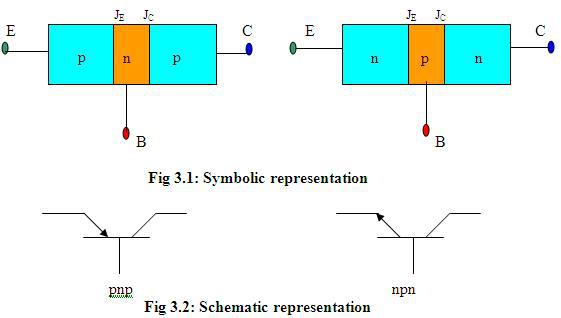 J_E J_C J_E J_C
E C E C
p n p n p n
B B
Fig 3.1: Symbolic representation
pnp npn
Fig 3.2: Schematic representation